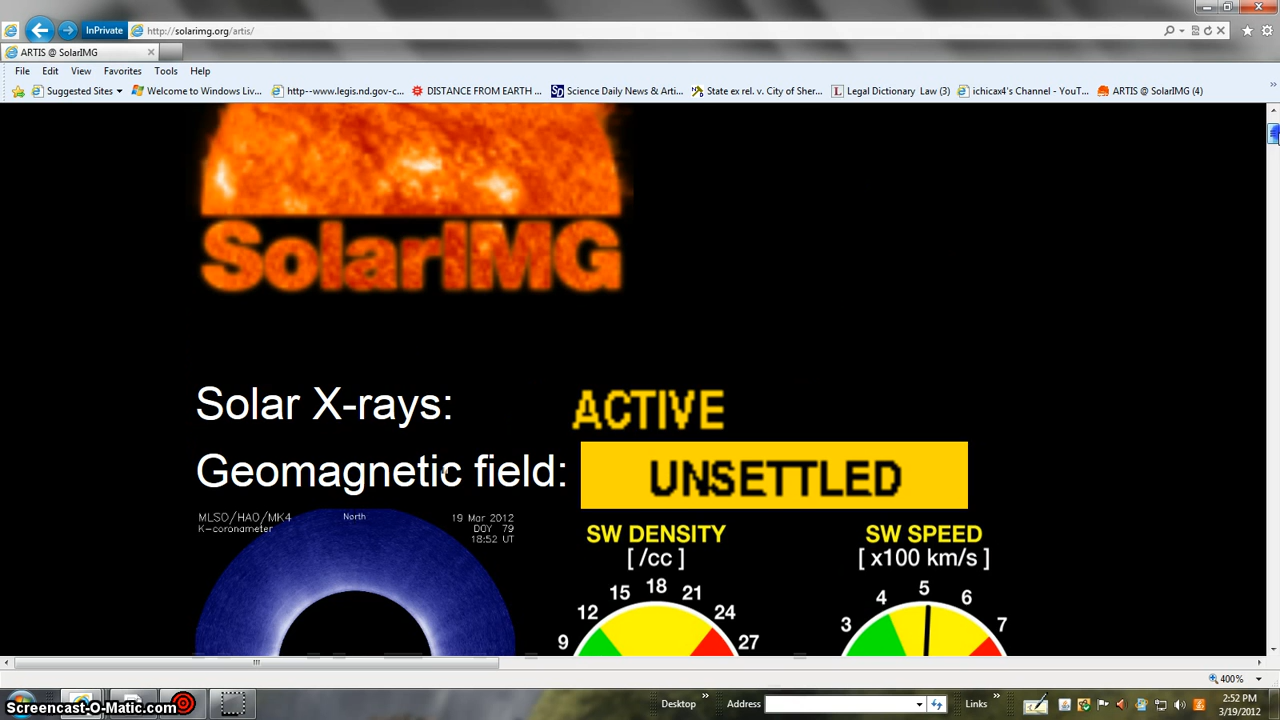 InPrivate
http://solarimg.org/artis/
ARTIS @ SolarIMG
File Edit View Favorites Tools Help
Suggested Sites
Welcome to Windows Liv...
http--www.legis.nd.gov-c...
DISTANCE FROM EARTH ...
Science Daily News & Arti...
State ex rel. v. City of Sher...
Legal Dictionary Law (3)
ichicax4's Channel - YouT...
ARTIS @ SolarIMG (4)
SolarIMG
Solar X-rays: ACTIVE
Geomagnetic field: UNSETTLED
MLSO/HAO/MK4
K-coronameter
North
19 Mar 2012
DOY 79
18:52 UT
SW DENSITY
[ /cc ]
9 12 15 18 21 24 27
SW SPEED
[ x100 km/s ]
3 4 5 6 7
400%
Screencast-O-Matic.com
Desktop
Address
Links
2:52 PM
3/19/2012